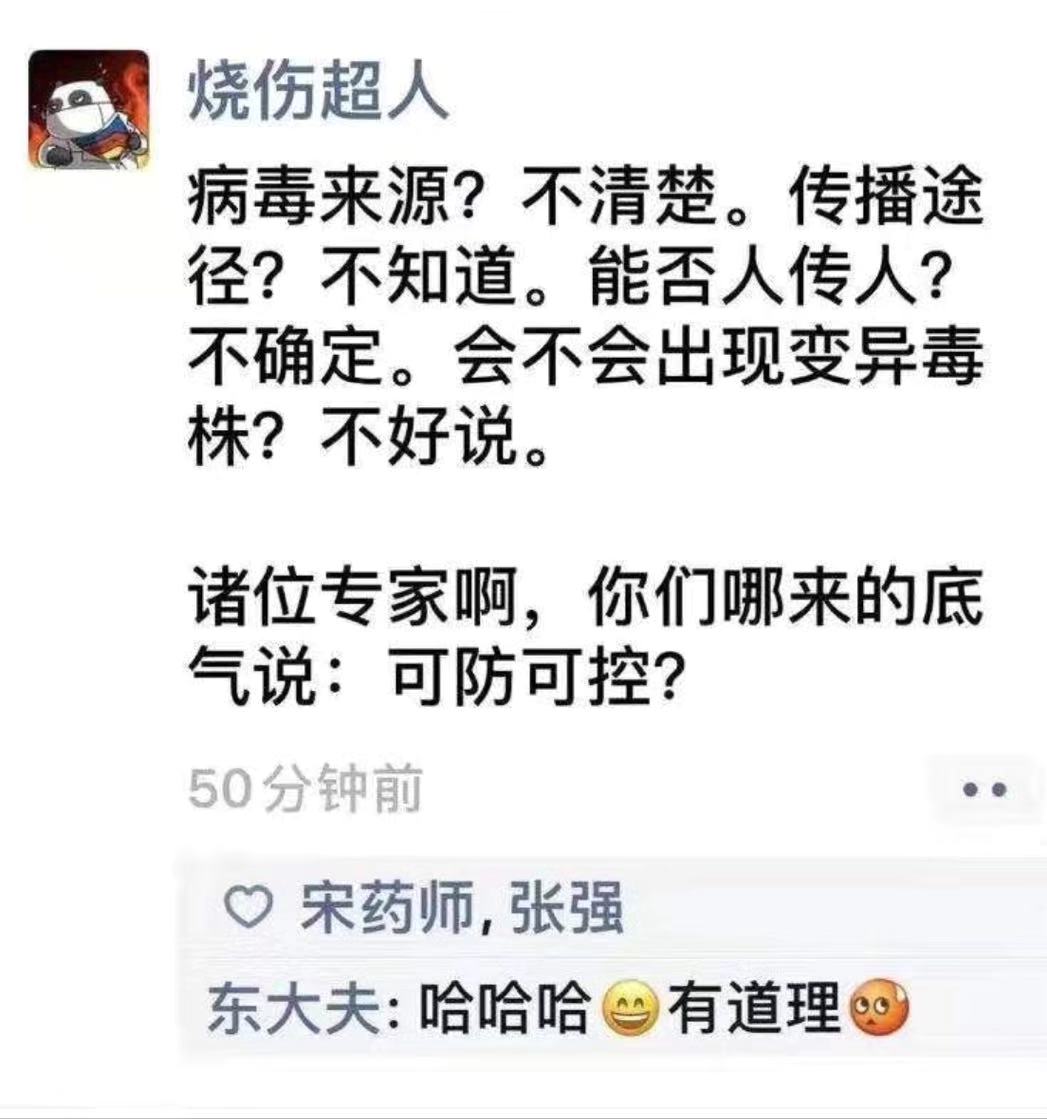 烧伤超人
病毒来源？不清楚。传播途
径？不知道。能否人传人？
不确定。会不会出现变异毒
株？不好说。
诸位专家啊，你们哪来的底
气说：可防可控？
50分钟前
宋药师, 张强
东大夫: 哈哈哈😄有道理🥴